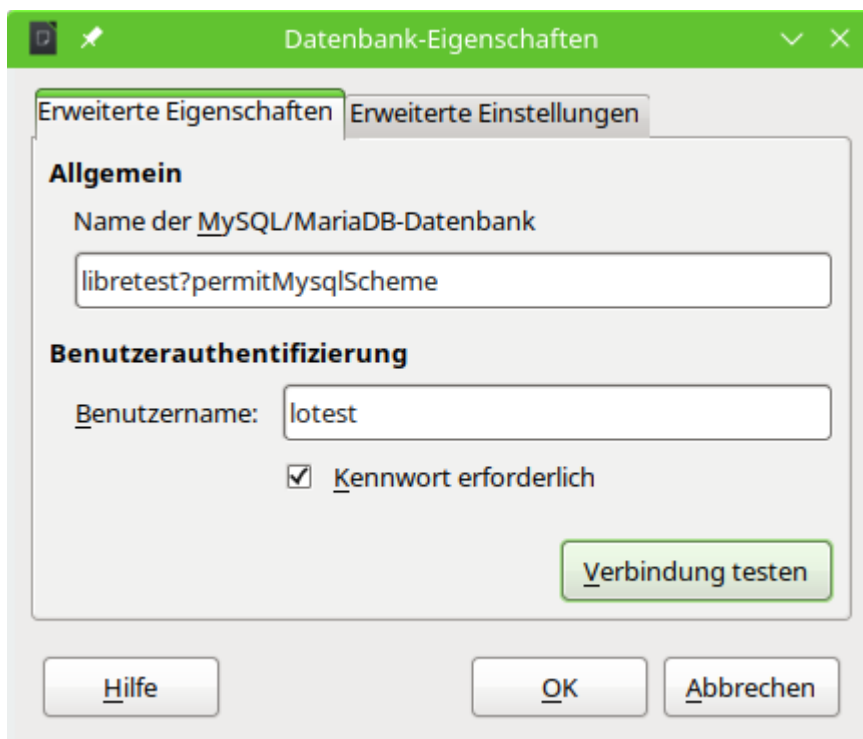 Datenbank-Eigenschaften
Erweiterte Eigenschaften
Erweiterte Einstellungen
Allgemein
Name der MySQL/MariaDB-Datenbank
libretest?permitMysqlScheme
Benutzerauthentifizierung
Benutzername:
lotest
Kennwort erforderlich
Verbindung testen
Hilfe
OK
Abbrechen